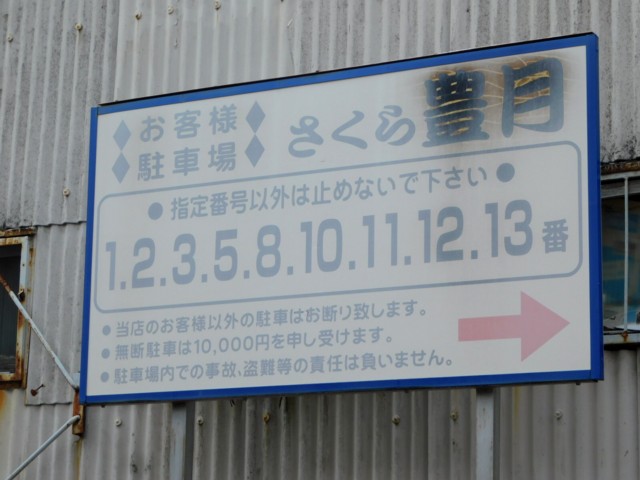 お客様
駐車場
さくら豊月
● 指定番号以外は止めないで下さい ●
1.2.3.5.8.10.11.12.13番
● 当店のお客様以外の駐車はお断り致します。
● 無断駐車は10,000円を申し受けます。
● 駐車場内での事故、盗難等の責任は負いません。